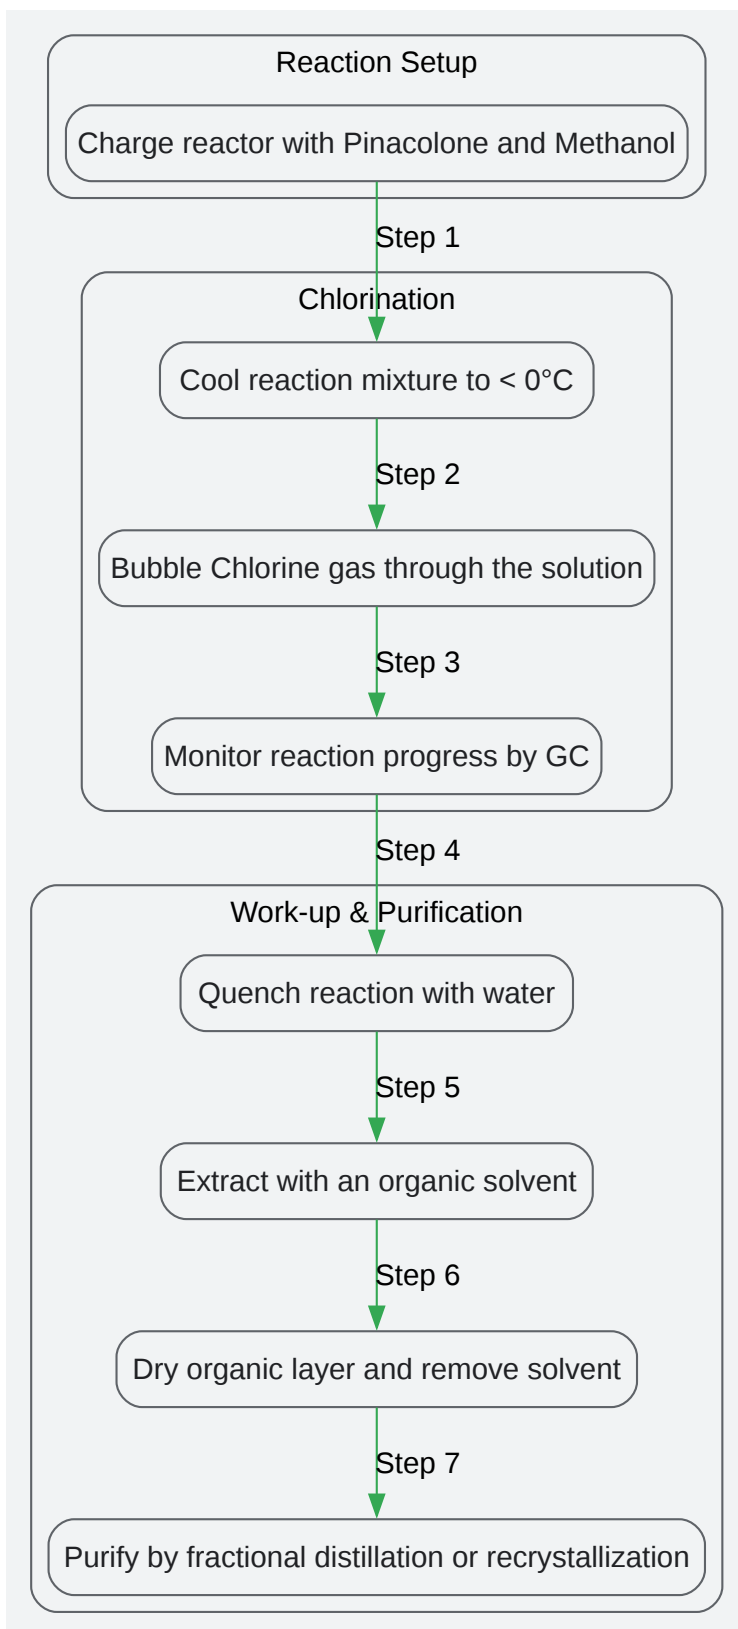 Reaction Setup
Charge reactor with Pinacolone and Methanol
Step 1
Chlorination
Cool reaction mixture to < 0°C
Step 2
Bubble Chlorine gas through the solution
Step 3
Monitor reaction progress by GC
Step 4
Work-up & Purification
Quench reaction with water
Step 5
Extract with an organic solvent
Step 6
Dry organic layer and remove solvent
Step 7
Purify by fractional distillation or recrystallization